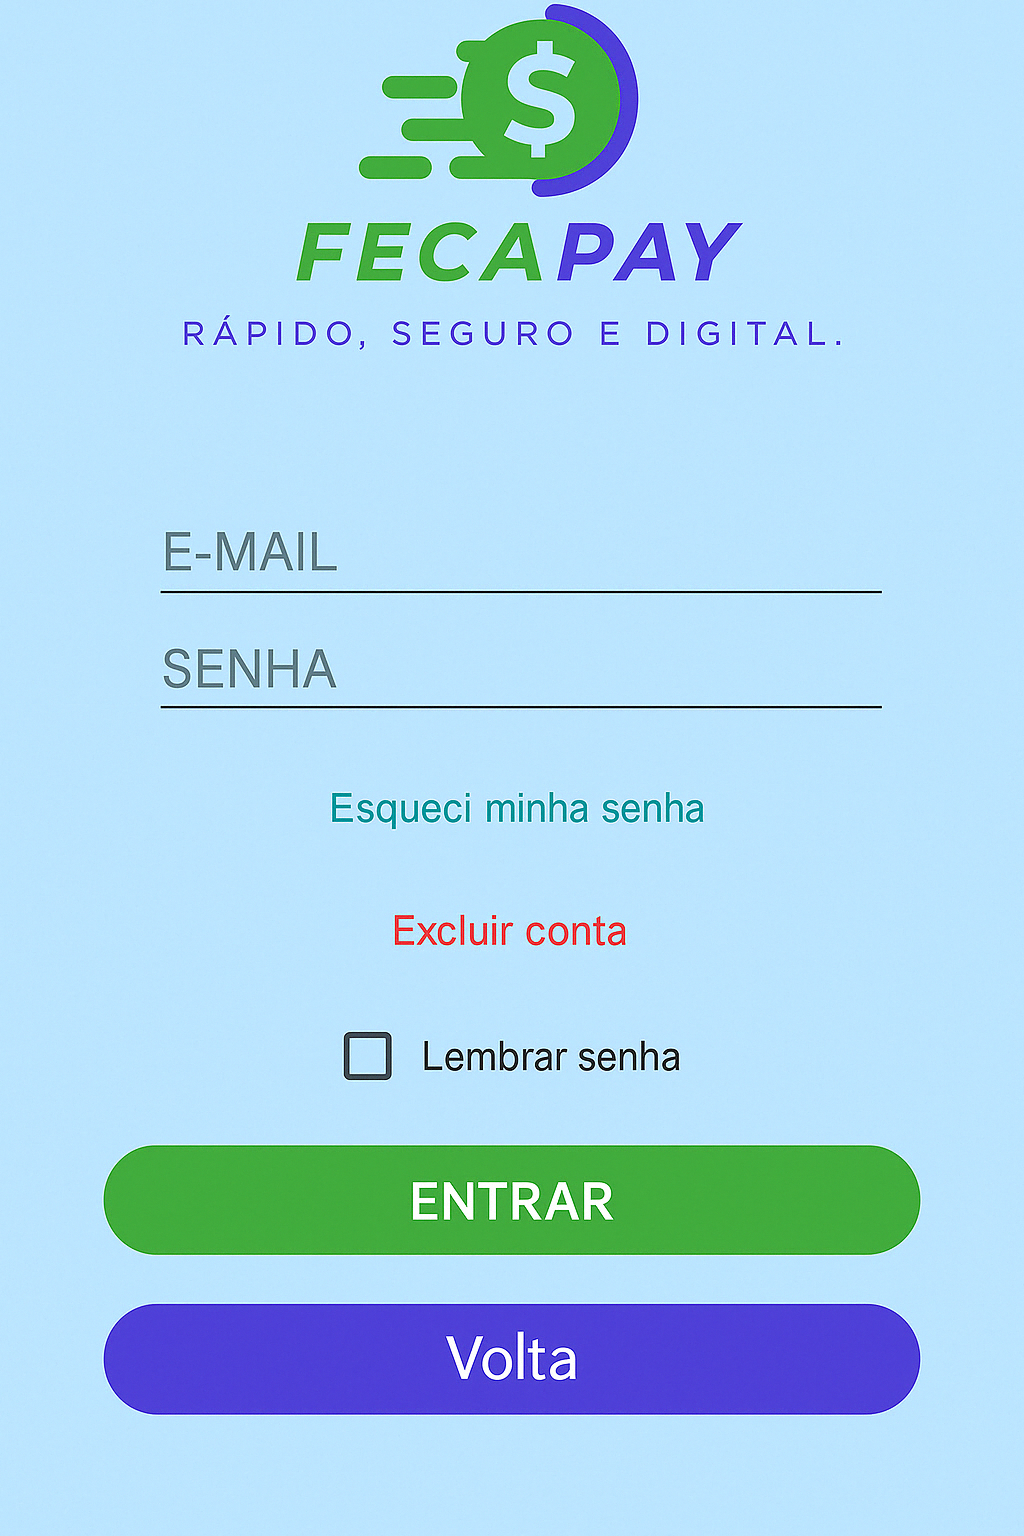 $
FECAPAY
RÁPIDO, SEGURO E DIGITAL.
E-MAIL
SENHA
Esqueci minha senha
Excluir conta
Lembrar senha
ENTRAR
Volta